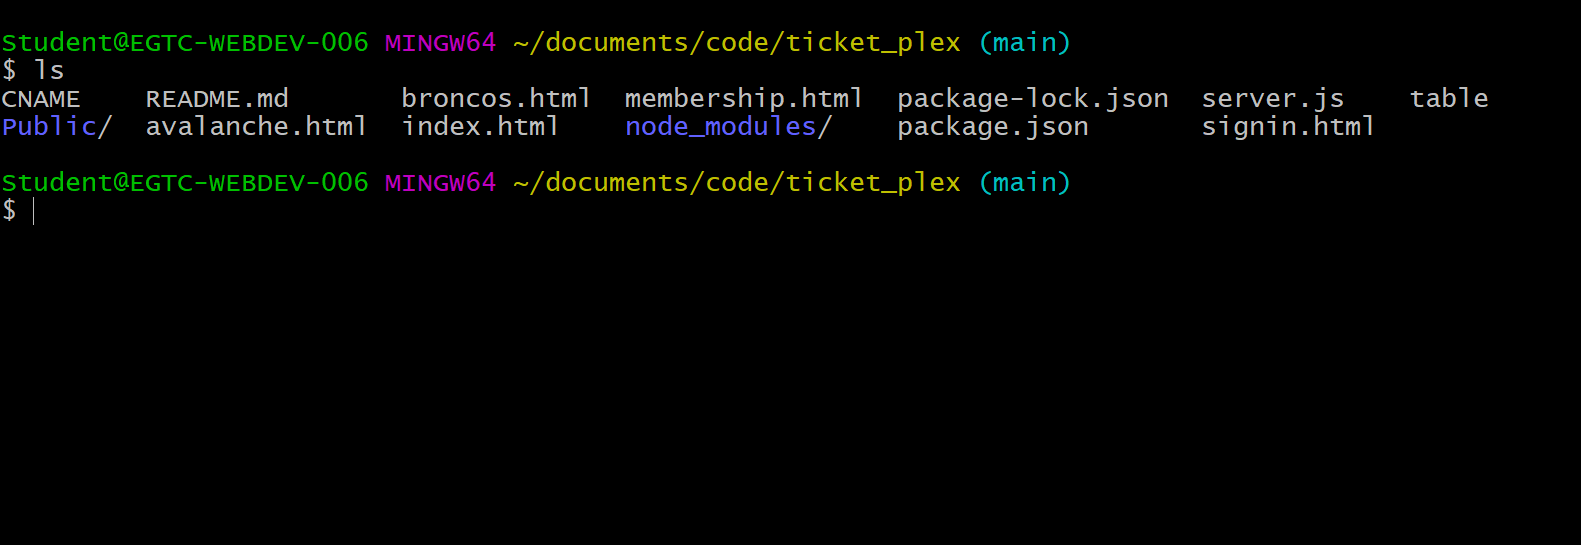 Student@EGTC-WEBDEV-006 MINGW64 ~/documents/code/ticket_plex (main)
$ ls
CNAME    README.md       broncos.html  membership.html  package-lock.json  server.js    table
Public/  avalanche.html  index.html    node_modules/    package.json       signin.html
Student@EGTC-WEBDEV-006 MINGW64 ~/documents/code/ticket_plex (main)
$